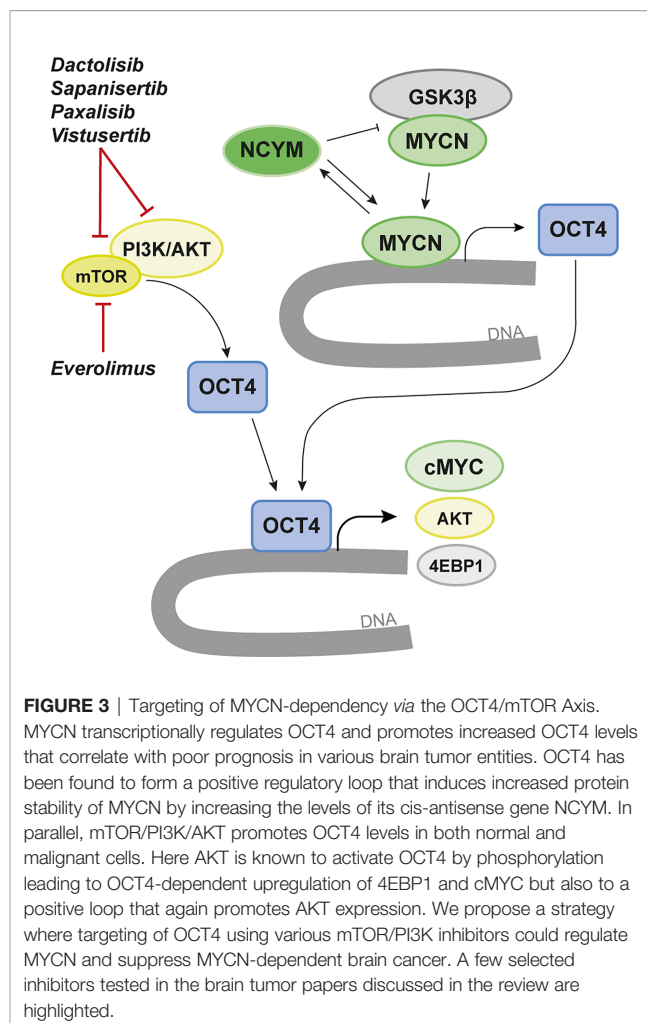 Dactolisib
Sapanisertib
Paxalisib
Vistusertib
GSK3β
MYCN
NCYM
MYCN
OCT4
PI3K/AKT
mTOR
DNA
Everolimus
OCT4
cMYC
OCT4
AKT
4EBP1
DNA
FIGURE 3 | Targeting of MYCN-dependency via the OCT4/mTOR Axis.
MYCN transcriptionally regulates OCT4 and promotes increased OCT4 levels
that correlate with poor prognosis in various brain tumor entities. OCT4 has
been found to form a positive regulatory loop that induces increased protein
stability of MYCN by increasing the levels of its cis-antisense gene NCYM. In
parallel, mTOR/PI3K/AKT promotes OCT4 levels in both normal and
malignant cells. Here AKT is known to activate OCT4 by phosphorylation
leading to OCT4-dependent upregulation of 4EBP1 and cMYC but also to a
positive loop that again promotes AKT expression. We propose a strategy
where targeting of OCT4 using various mTOR/PI3K inhibitors could regulate
MYCN and suppress MYCN-dependent brain cancer. A few selected
inhibitors tested in the brain tumor papers discussed in the review are
highlighted.